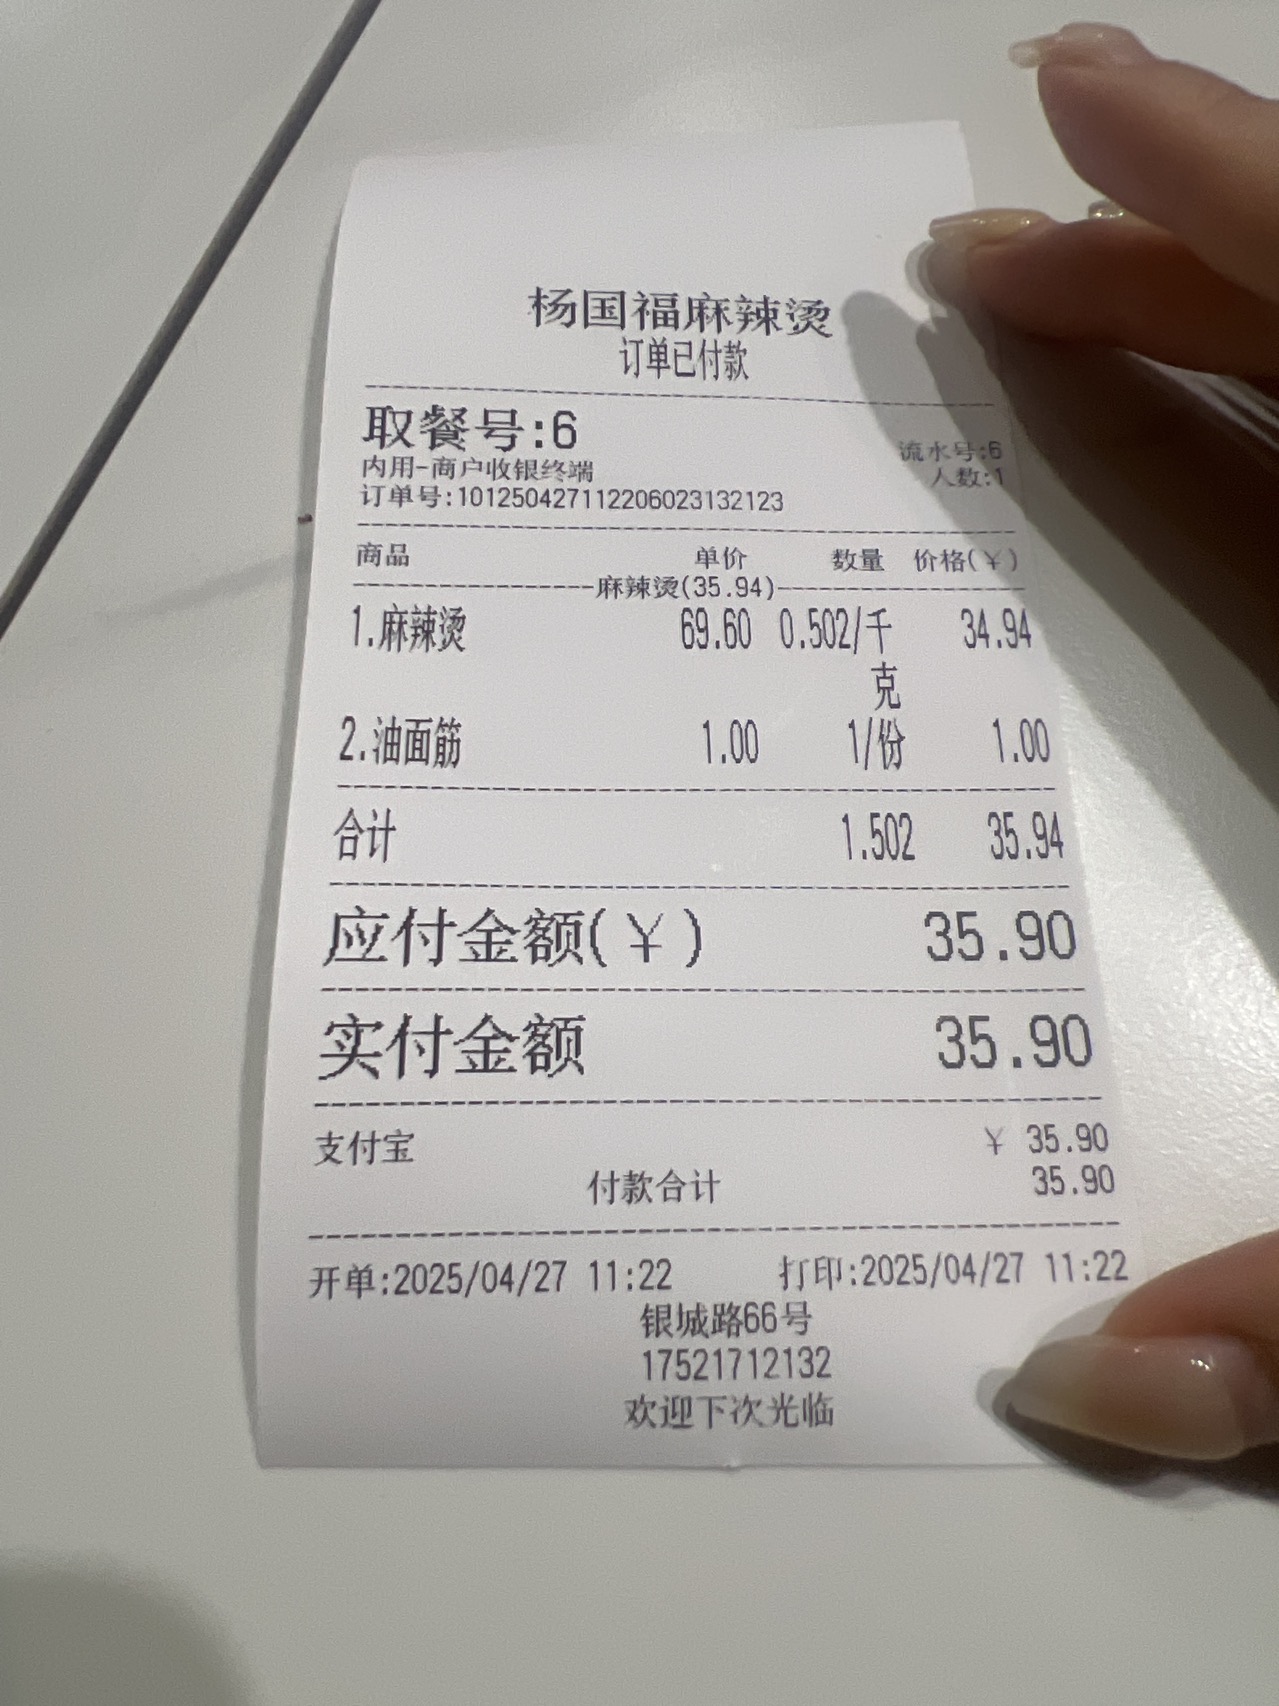 杨国福麻辣烫
订单已付款
取餐号:6
流水号:6
内用-商户收银终端
人数:1
订单号:101250427112206023132123
商品 单价 数量 价格(¥)
麻辣烫(35.94)
1.麻辣烫 69.60 0.502/千克 34.94
2.油面筋 1.00 1/份 1.00
合计 1.502 35.94
应付金额(¥) 35.90
实付金额 35.90
支付宝 ¥ 35.90
付款合计 35.90
开单:2025/04/27 11:22 打印:2025/04/27 11:22
银城路66号
17521712132
欢迎下次光临